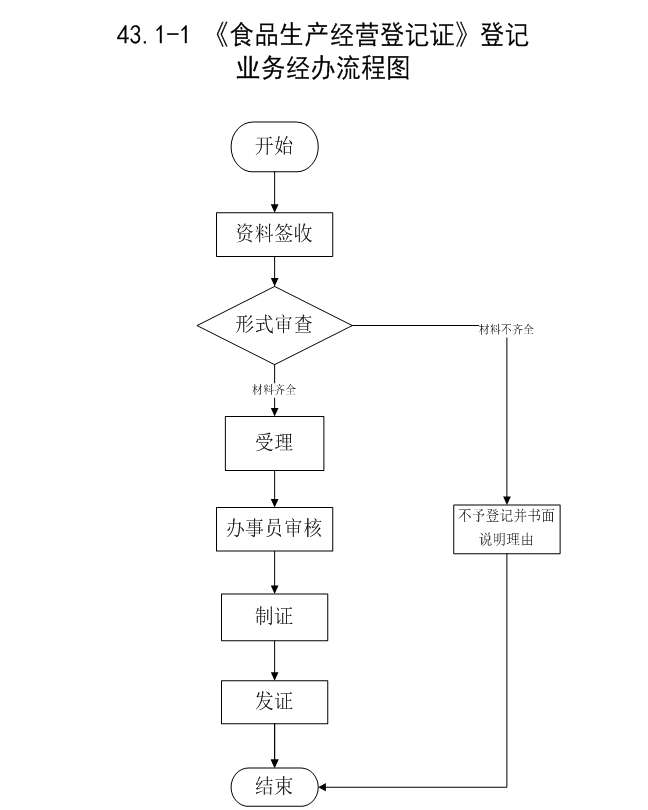 43.1-1 《食品生产经营登记证》登记
业务经办流程图
开始
资料签收
形式审查
材料不齐全
材料齐全
受理
不予登记并书面
说明理由
办事员审核
制证
发证
结束